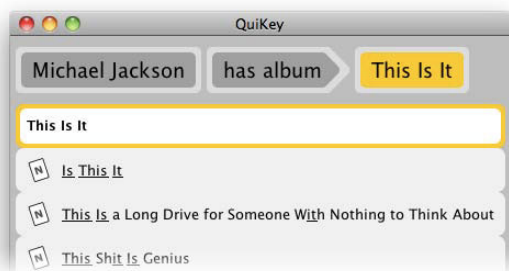 QuiKey
Michael Jackson has album This Is It
This Is It
N Is This It
N This Is a Long Drive for Someone With Nothing to Think About
N This Shit Is Genius